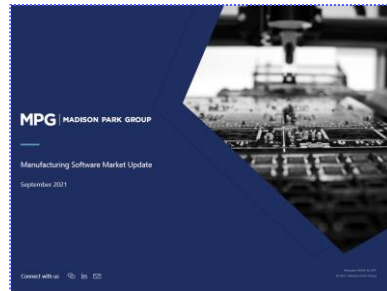 MPG | MADISON PARK GROUP
Manufacturing Software Market Update
September 2021
Connect with us